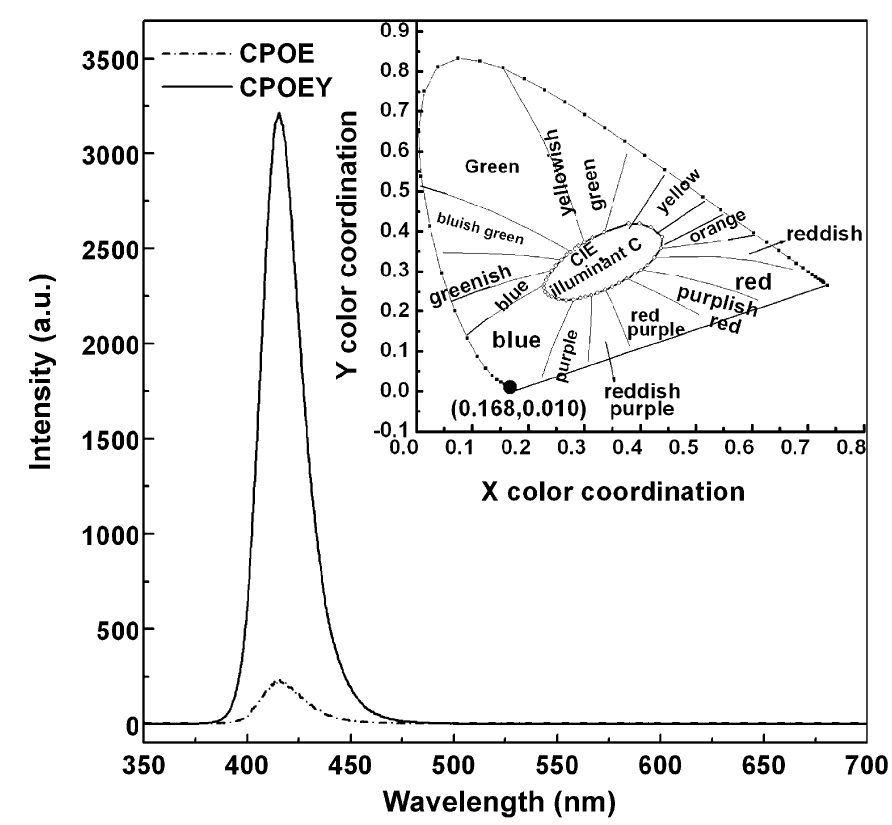 CPOE
CPOEY
3500
3000
2500
2000
1500
1000
500
0
Intensity (a.u.)
350 400 450 500 550 600 650 700
Wavelength (nm)
0.9
0.8
0.7
0.6
0.5
0.4
0.3
0.2
0.1
0.0
-0.1
Y color coordination
0.0 0.1 0.2 0.3 0.4 0.5 0.6 0.7 0.8
X color coordination
Green
yellowish
green
yellow
orange
reddish
bluish green
CIE
illuminant C
greenish
blue
red
purplish
red
blue
purple
red
purple
reddish
purple
(0.168,0.010)